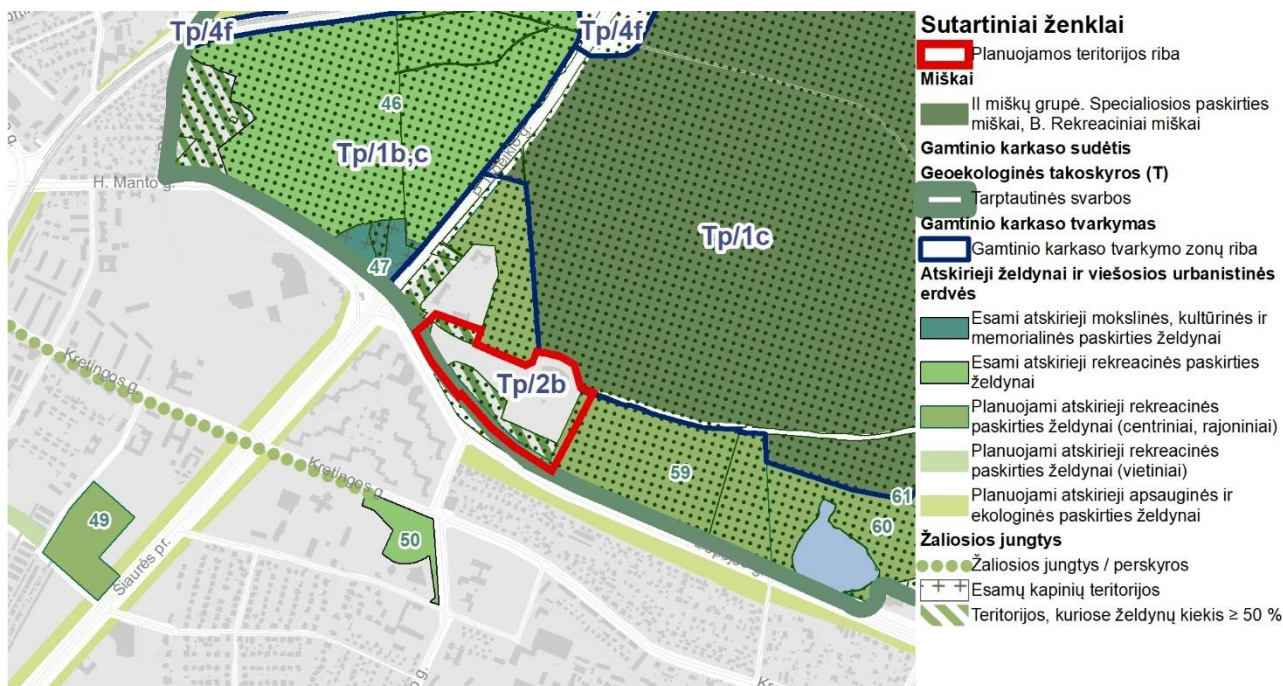 Tp/4f
Tp/4f
46
Tp/1b,c
H. Manto g.
Tp/1c
47
Tp/2b
Kretingos g.
59
Kretingos g.
61
60
49
50
Šiaurės pr.
Sutartiniai ženklai
Planuojamos teritorijos riba
Miškai
II miškų grupė. Specialiosios paskirties
miškai, B. Rekreaciniai miškai
Gamtinio karkaso sudėtis
Geoekologinės takoskyros (T)
Tarptautinės svarbos
Gamtinio karkaso tvarkymas
Gamtinio karkaso tvarkymo zonų riba
Atskirieji želdynai ir viešosios urbanistinės
erdvės
Esami atskirieji mokslinės, kultūrinės ir
memorialinės paskirties želdynai
Esami atskirieji rekreacinės paskirties
želdynai
Planuojami atskirieji rekreacinės
paskirties želdynai (centriniai, rajoniniai)
Planuojami atskirieji rekreacinės
paskirties želdynai (vietiniai)
Planuojami atskirieji apsauginės ir
ekologinės paskirties želdynai
Žaliosios jungtys
Žaliosios jungtys / perskyros
Esamų kapinių teritorijos
Teritorijos, kuriose želdynų kiekis ≥ 50 %